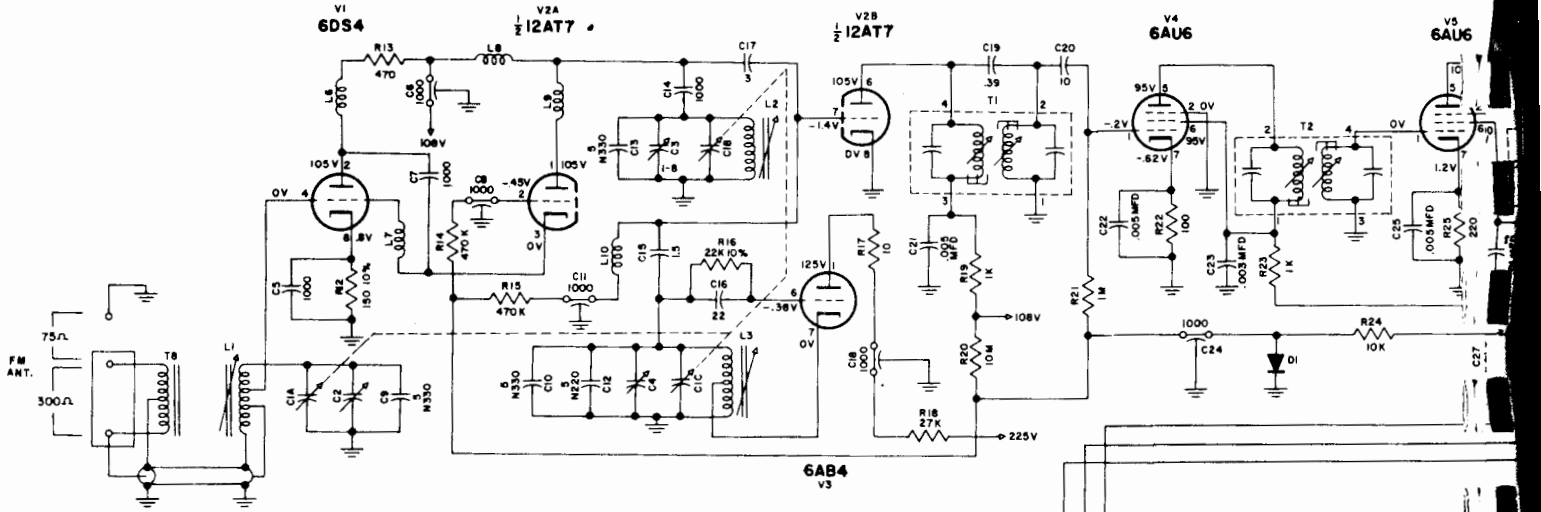 V1
6DS4
V2A
½ 12AT7
V2B
½ 12AT7
V4
6AU6
V5
6AU6
R13
470
L8
L6
C6
1000
108V
L9
C17
3
C14
1000
L2
5
N330
C13
C3
1-8
C1B
105V 2
C7
1000
0V
4
8
.8V
L7
C8
1000
-.45V
2
1
105V
3
0V
R14
470K
C5
1000
R12
150 10%
R15
470K
C11
1000
L10
C15
1.5
R16
22K 10%
C16
22
6
-.38V
125V
1
7
0V
105V 6
7
-1.4V
0V 8
C19
.39
C20
10
T1
4
2
3
1
C21
.005
MFD
R17
10
R19
1K
108V
R20
10M
R21
1M
C18
1000
R18
27K
225V
6AB4
V3
5
N330
C10
5
N220
C12
C4
C1C
L3
FM
ANT.
75Ω
300Ω
T8
L1
C1A
C2
C9
5
N330
95V 5
-.2V
1
2 0V
6
95V
-.62V
7
C22
.005MFD
R22
100
C23
.003MFD
R23
1K
T2
2
4
1
3
0V
1
5
10
6
7
1.2V
C25
.005MFD
R25
220
1000
C24
D1
R24
10K
C27